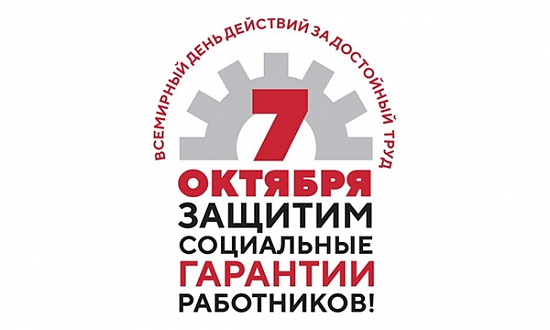 ВСЕМИРНЫЙ ДЕНЬ ДЕЙСТВИЙ ЗА ДОСТОЙНЫЙ ТРУД
7
ОКТЯБРЯ
ЗАЩИТИМ
СОЦИАЛЬНЫЕ
ГАРАНТИИ
РАБОТНИКОВ!